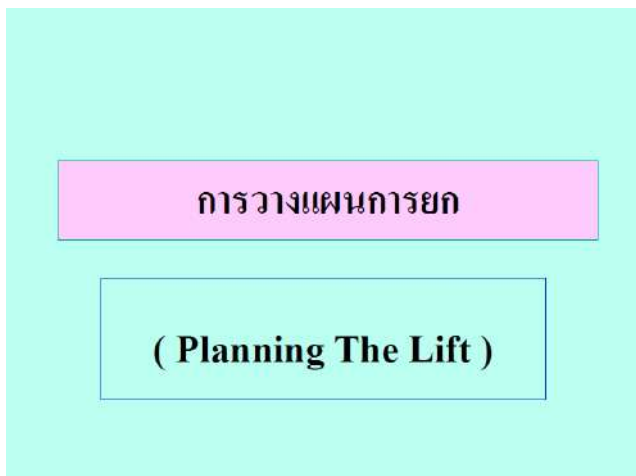 การวางแผนการยก
( Planning The Lift )